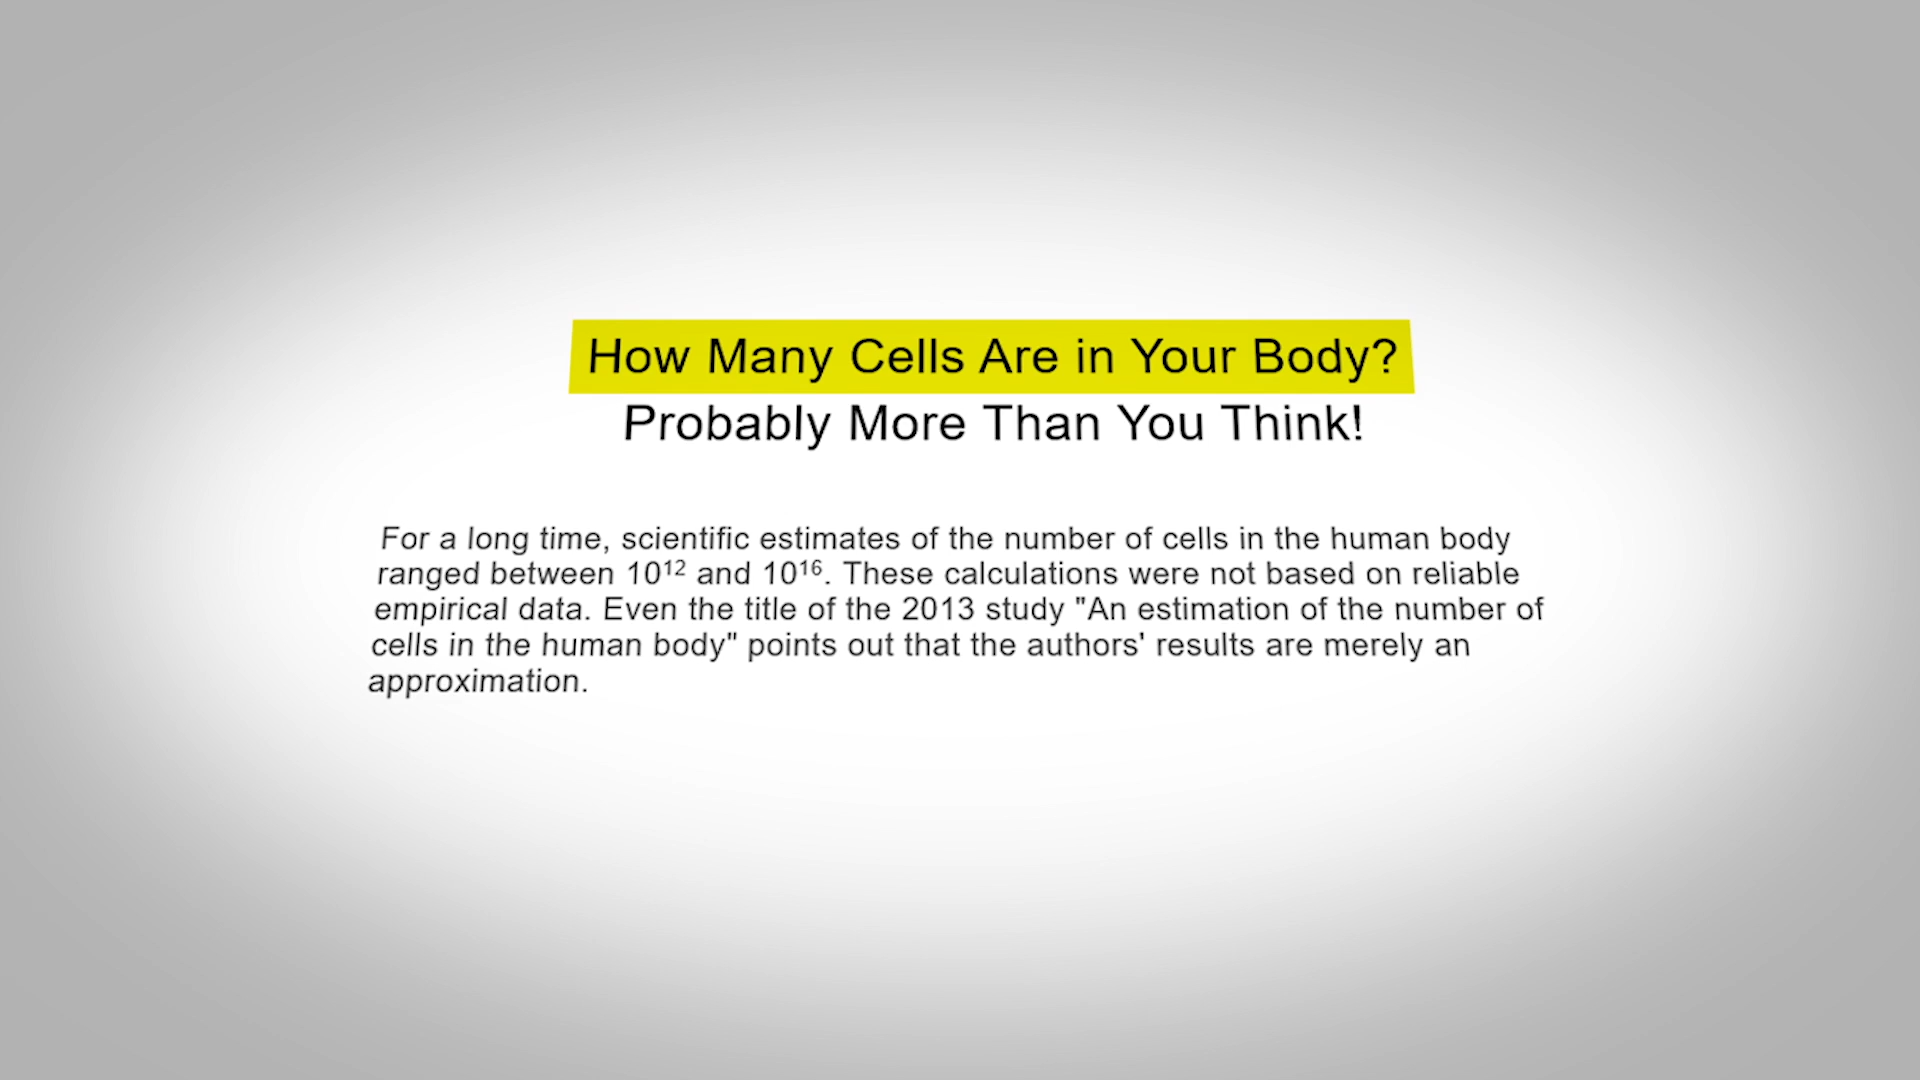 How Many Cells Are in Your Body?
Probably More Than You Think!
For a long time, scientific estimates of the number of cells in the human body
ranged between 10¹² and 10¹⁶. These calculations were not based on reliable
empirical data. Even the title of the 2013 study "An estimation of the number of
cells in the human body" points out that the authors' results are merely an
approximation.